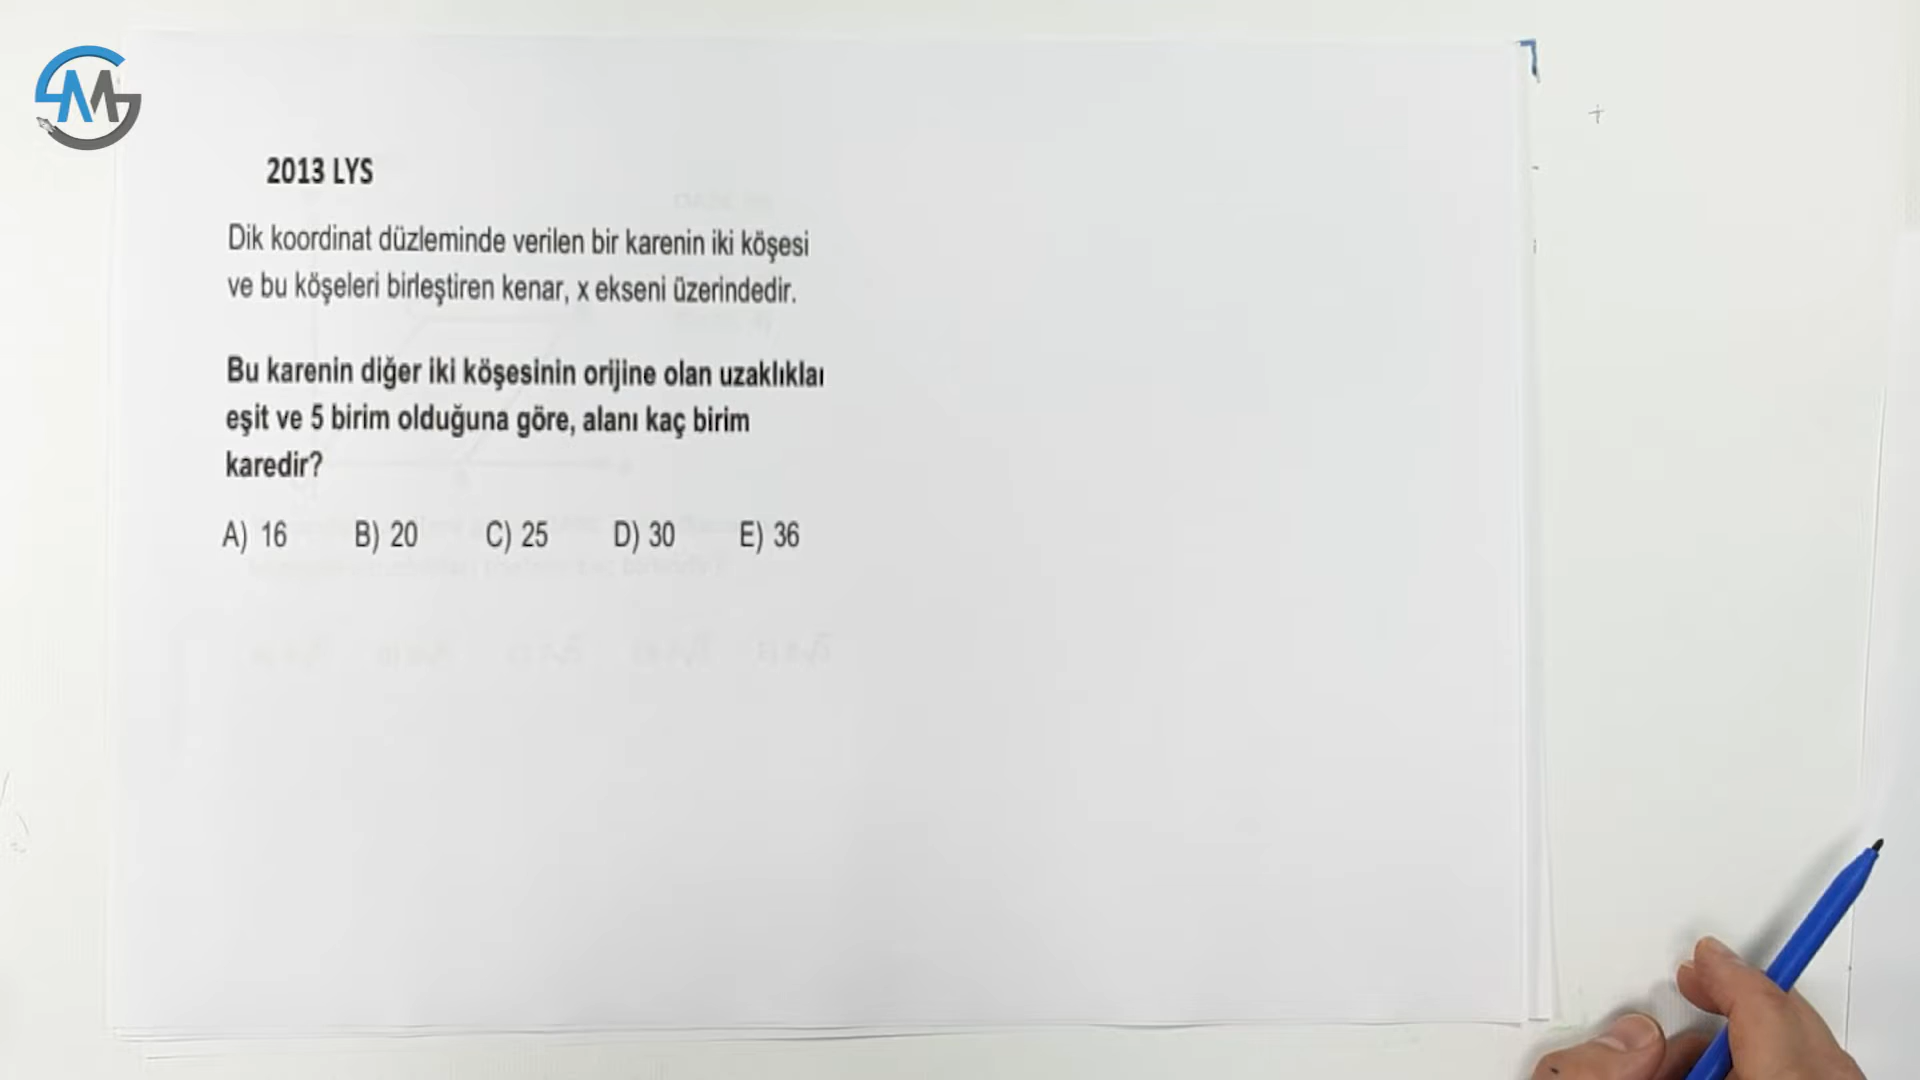 2013 LYS
Dik koordinat düzleminde verilen bir karenin iki köşesi
ve bu köşeleri birleştiren kenar, x ekseni üzerindedir.
Bu karenin diğer iki köşesinin orijine olan uzaklıkları
eşit ve 5 birim olduğuna göre, alanı kaç birim
karedir?
A) 16 B) 20 C) 25 D) 30 E) 36